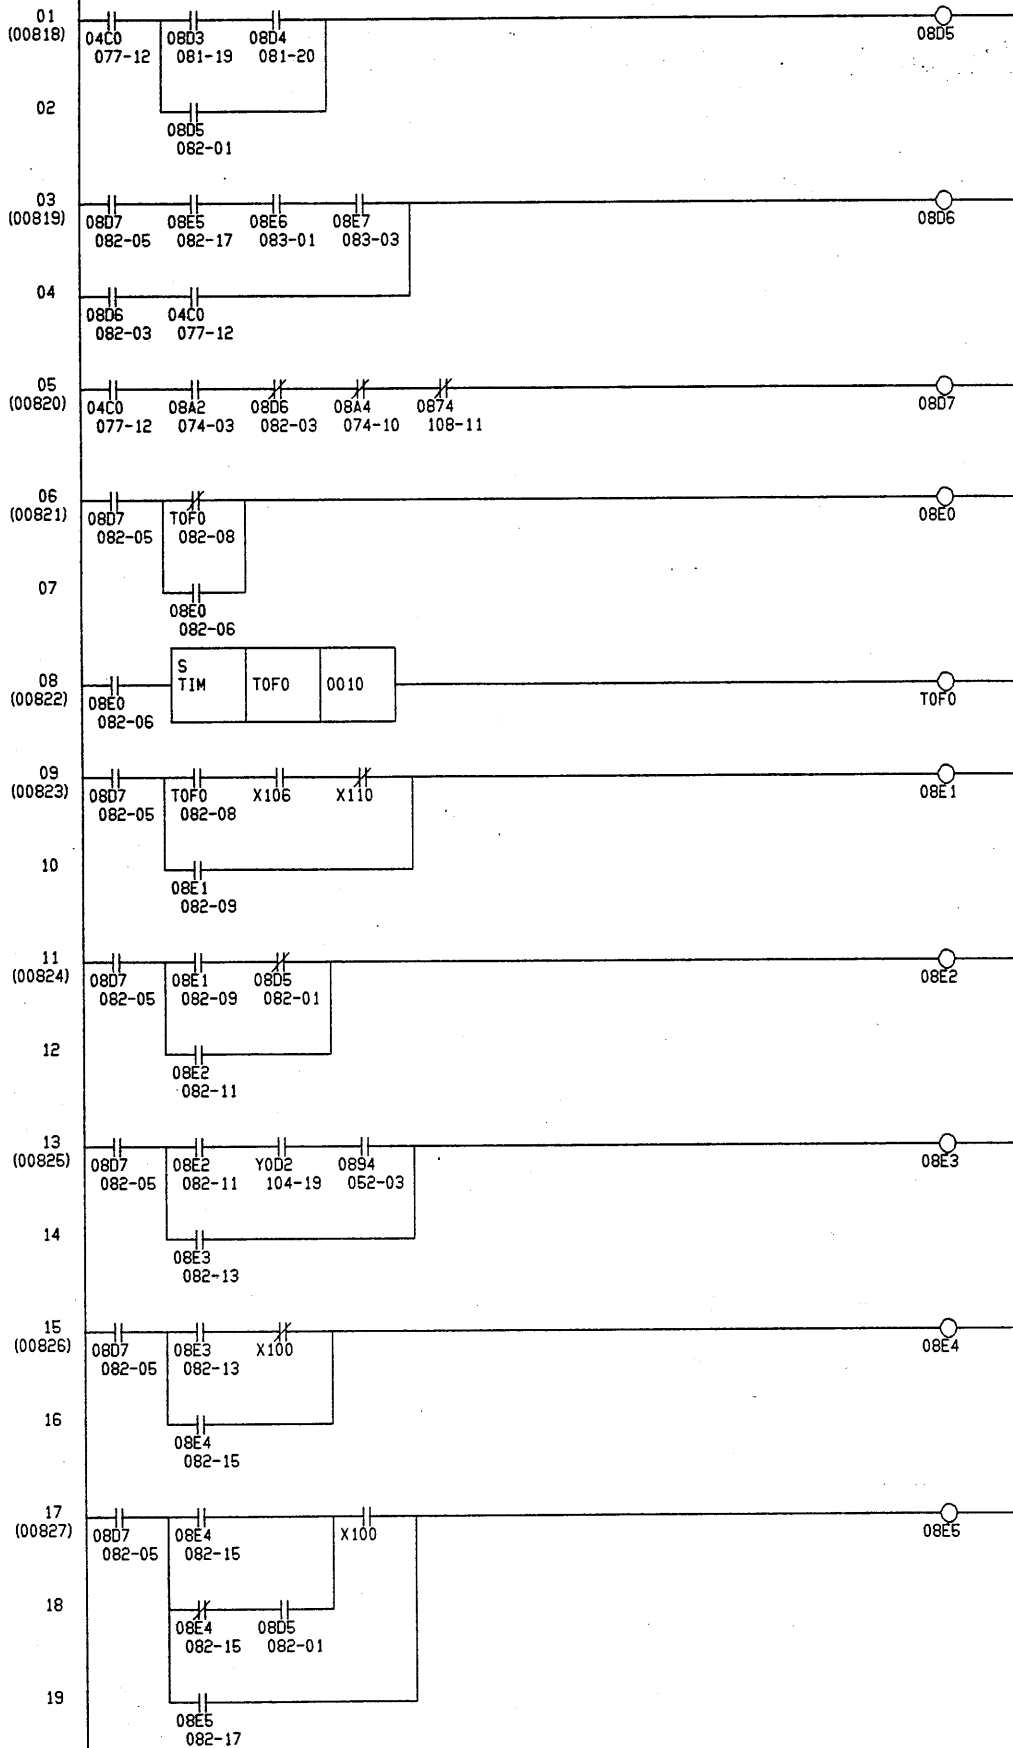 01
(00818) 04C0 08D3 08D4 08D5
077-12 081-19 081-20
02
08D5
082-01
03
(00819) 08D7 08E5 08E6 08E7 08D6
082-05 082-17 083-01 083-03
04
08D6 04C0
082-03 077-12
05
(00820) 04C0 08A2 08D6 08A4 0874 08D7
077-12 074-03 082-03 074-10 108-11
06
(00821) 08D7 T0F0 08E0
082-05 082-08
07
08E0
082-06
S
08 TIM T0F0 0010
(00822) 08E0 T0F0
082-06
09
(00823) 08D7 T0F0 X106 X110 08E1
082-05 082-08
10
08E1
082-09
11
(00824) 08D7 08E1 08D5 08E2
082-05 082-09 082-01
12
08E2
082-11
13
(00825) 08D7 08E2 Y0D2 0894 08E3
082-05 082-11 104-19 052-03
14
08E3
082-13
15
(00826) 08D7 08E3 X100 08E4
082-05 082-13
16
08E4
082-15
17
(00827) 08D7 08E4 X100 08E5
082-05 082-15
18
08E4 08D5
082-15 082-01
19
08E5
082-17